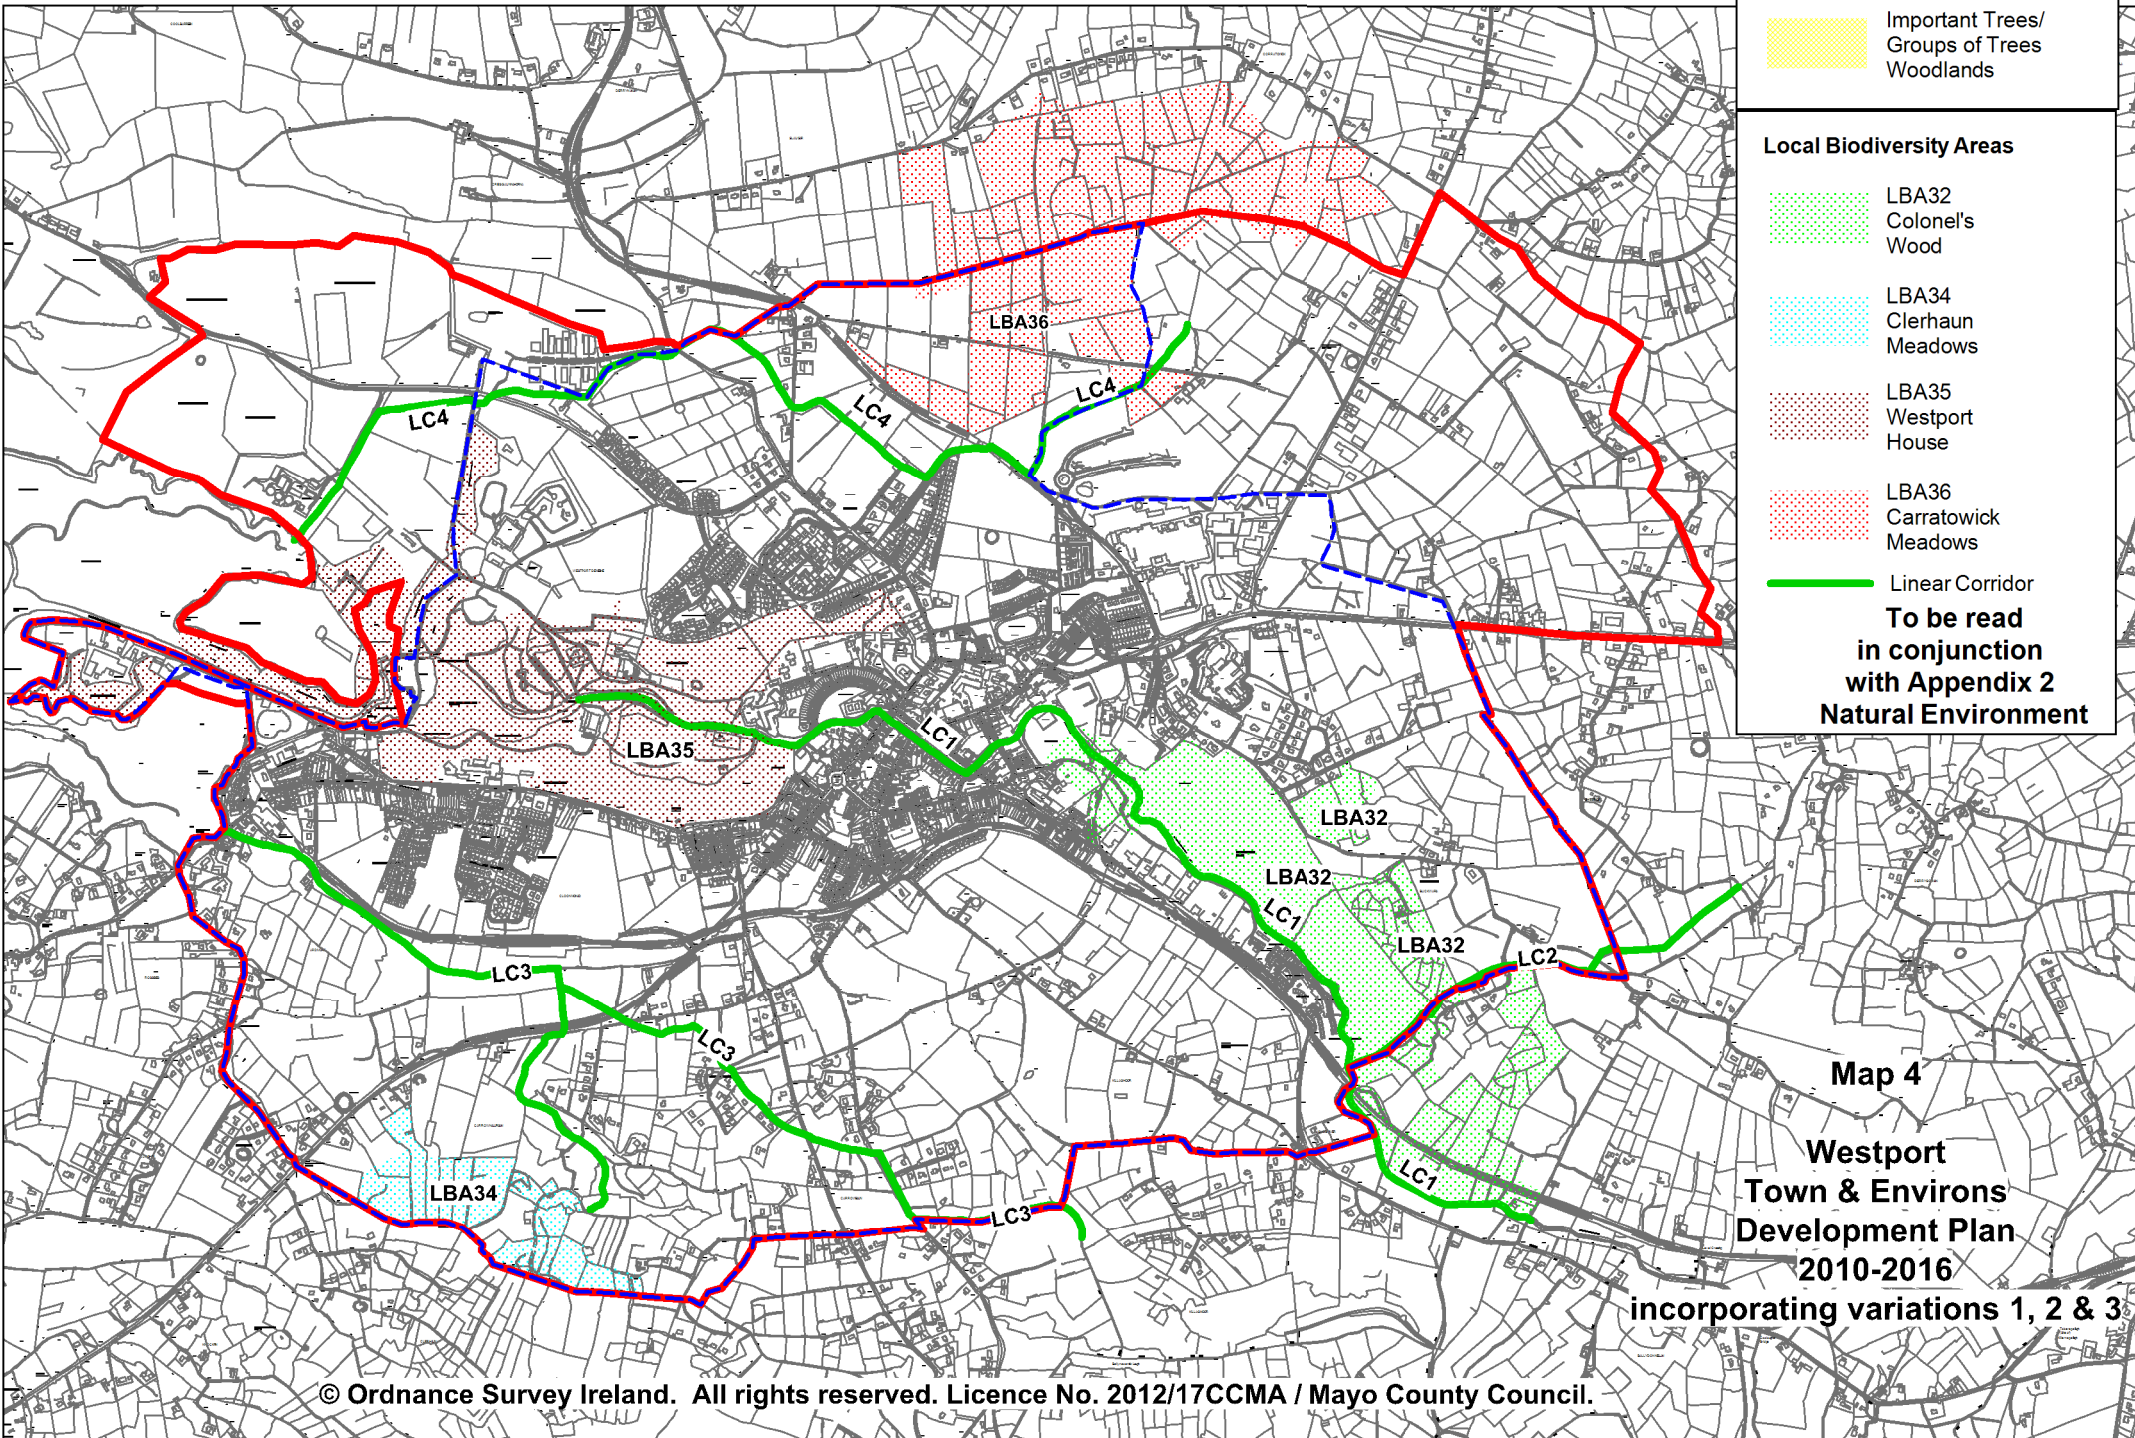 Important Trees/
Groups of Trees
Woodlands
Local Biodiversity Areas
LBA32
Colonel's
Wood
LBA34
Clerhaun
Meadows
LBA35
Westport
House
LBA36
Carratowick
Meadows
Linear Corridor
To be read
in conjunction
with Appendix 2
Natural Environment
LBA36
LC4
LC4
LC4
LBA35
LC1
LBA32
LBA32
LC1
LBA32
LC2
LC3
LC3
LBA34
LC3
LC1
Map 4
Westport
Town & Environs
Development Plan
2010-2016
incorporating variations 1, 2 & 3
© Ordnance Survey Ireland. All rights reserved. Licence No. 2012/17CCMA / Mayo County Council.